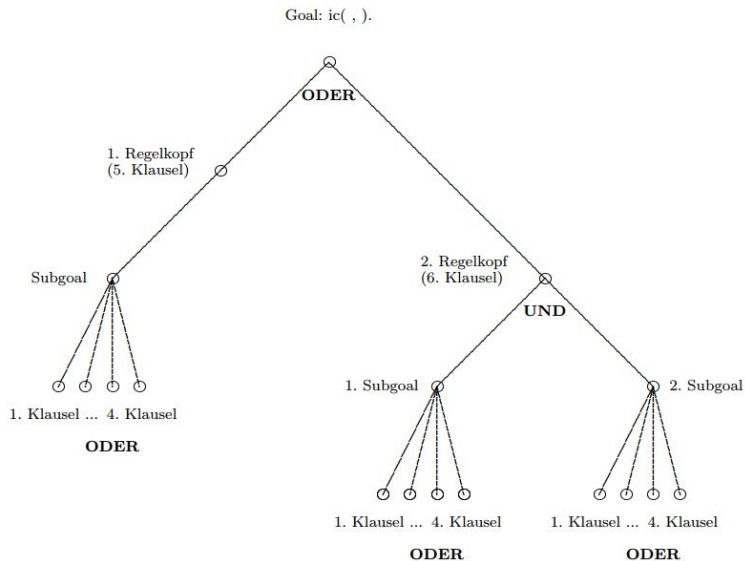 Goal: ic( , ).
ODER
1. Regelkopf
(5. Klausel)
Subgoal
2. Regelkopf
(6. Klausel)
UND
1. Klausel ... 4. Klausel
ODER
1. Subgoal
2. Subgoal
1. Klausel ... 4. Klausel
1. Klausel ... 4. Klausel
ODER
ODER